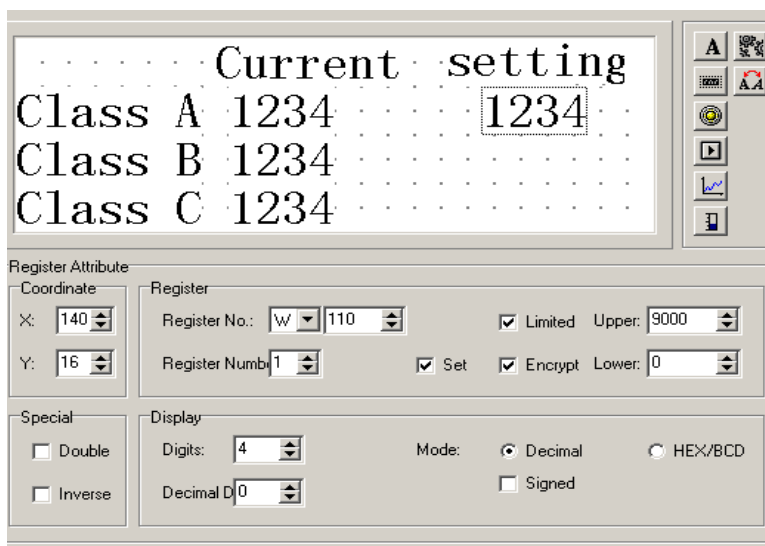 Current setting
Class A 1234 1234
Class B 1234
Class C 1234
A
A A
Register Attribute
Coordinate
X: 140
Y: 16
Register
Register No.: W 110
Limited Upper: 9000
Register Numb 1
Set
Encrypt Lower: 0
Special
Double
Inverse
Display
Digits: 4
Mode: Decimal HEX/BCD
Decimal D 0
Signed